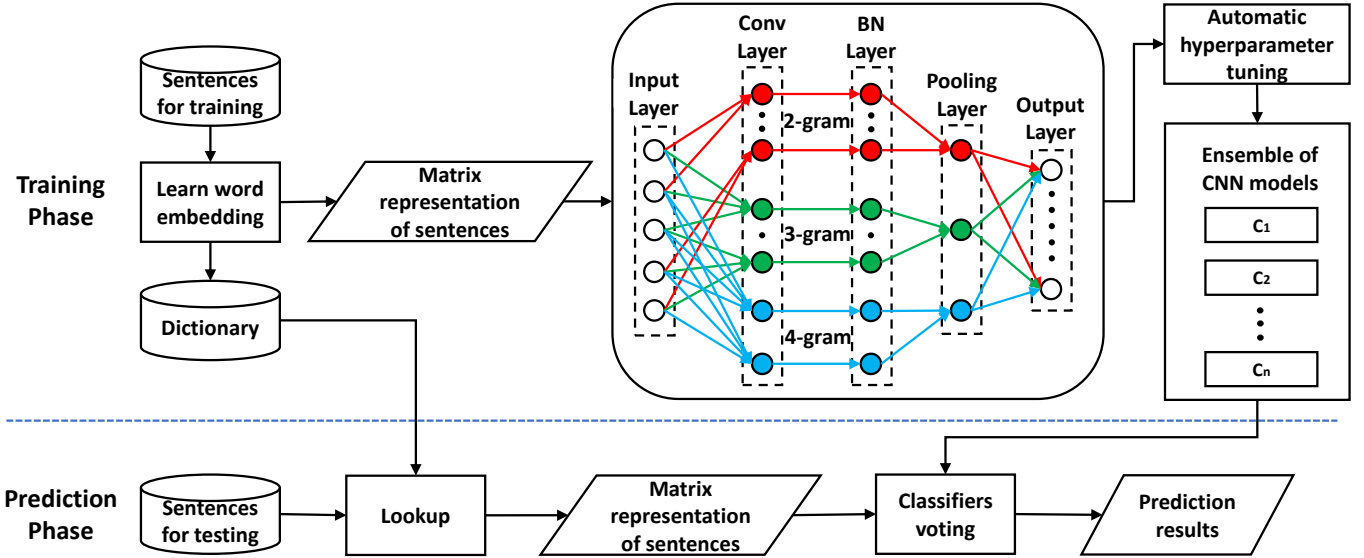 Training
Phase
Sentences
for training
Learn word
embedding
Dictionary
Matrix
representation
of sentences
Input
Layer
Conv
Layer
BN
Layer
Pooling
Layer
Output
Layer
2-gram
3-gram
4-gram
Automatic
hyperparameter
tuning
Ensemble of
CNN models
C1
C2
Cn
Prediction
Phase
Sentences
for testing
Lookup
Matrix
representation
of sentences
Classifiers
voting
Prediction
results